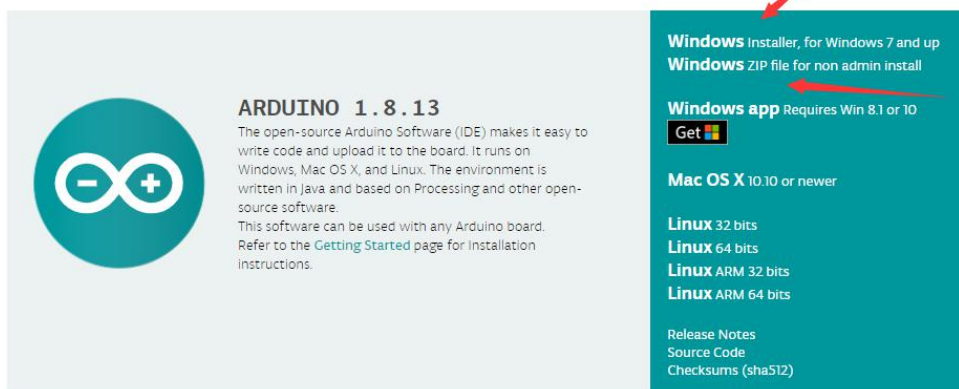 ARDUINO 1.8.13
The open-source Arduino Software (IDE) makes it easy to
write code and upload it to the board. It runs on
Windows, Mac OS X, and Linux. The environment is
written in Java and based on Processing and other open-
source software.
This software can be used with any Arduino board.
Refer to the Getting Started page for Installation
instructions.
Windows Installer, for Windows 7 and up
Windows ZIP file for non admin install
Windows app Requires Win 8.1 or 10
Get
Mac OS X 10.10 or newer
Linux 32 bits
Linux 64 bits
Linux ARM 32 bits
Linux ARM 64 bits
Release Notes
Source Code
Checksums (sha512)